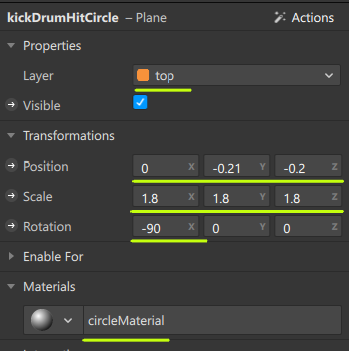 kickDrumHitCircle – Plane Actions
Properties
Layer top
Visible
Transformations
Position 0 X -0.21 Y -0.2 Z
Scale 1.8 X 1.8 Y 1.8 Z
Rotation -90 X 0 Y 0 Z
Enable For
Materials
circleMaterial